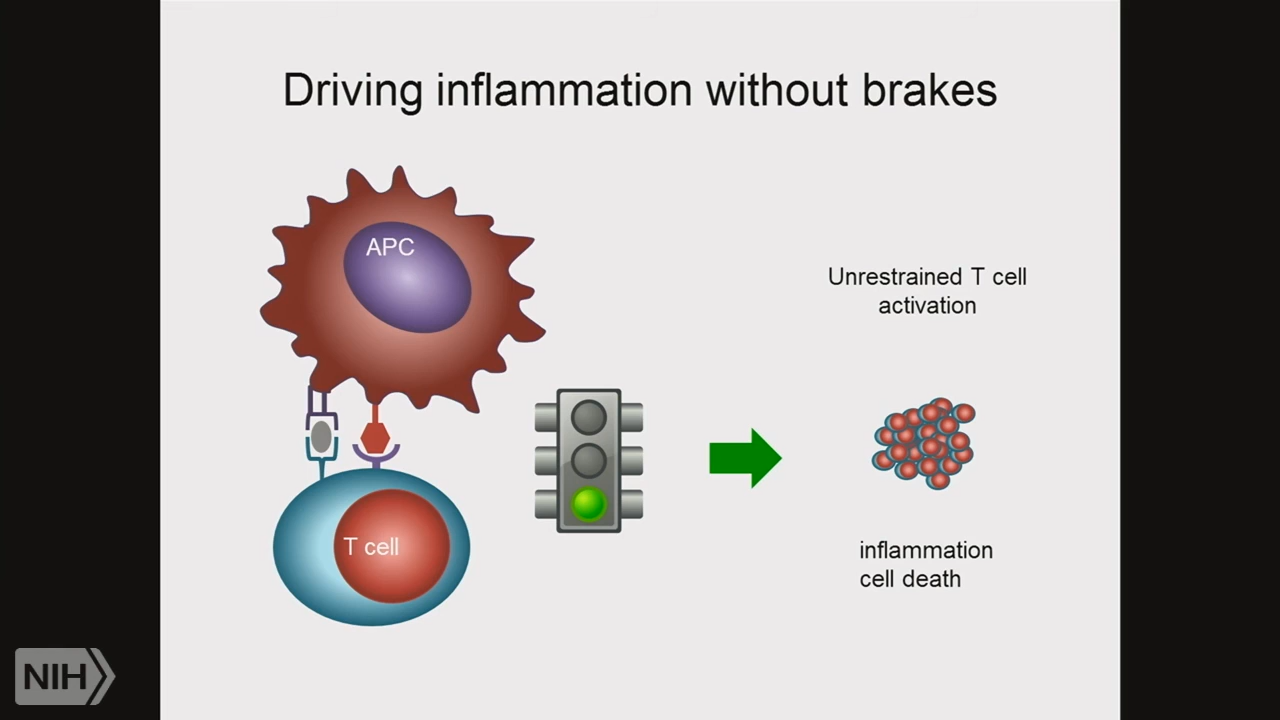 Driving inflammation without brakes
APC
Unrestrained T cell
activation
T cell
inflammation
cell death
NIH